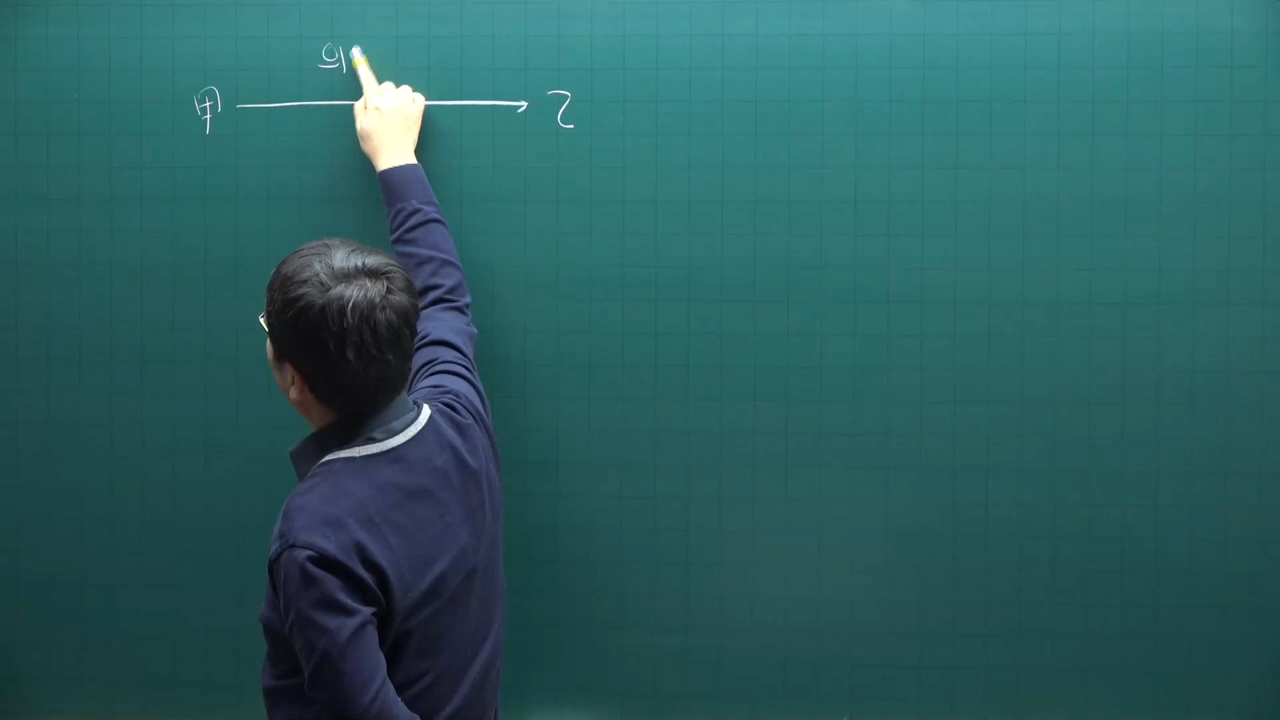 의
甲 → 乙